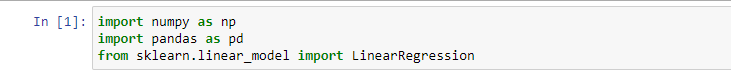 In [1]: import numpy as np
import pandas as pd
from sklearn.linear_model import LinearRegression